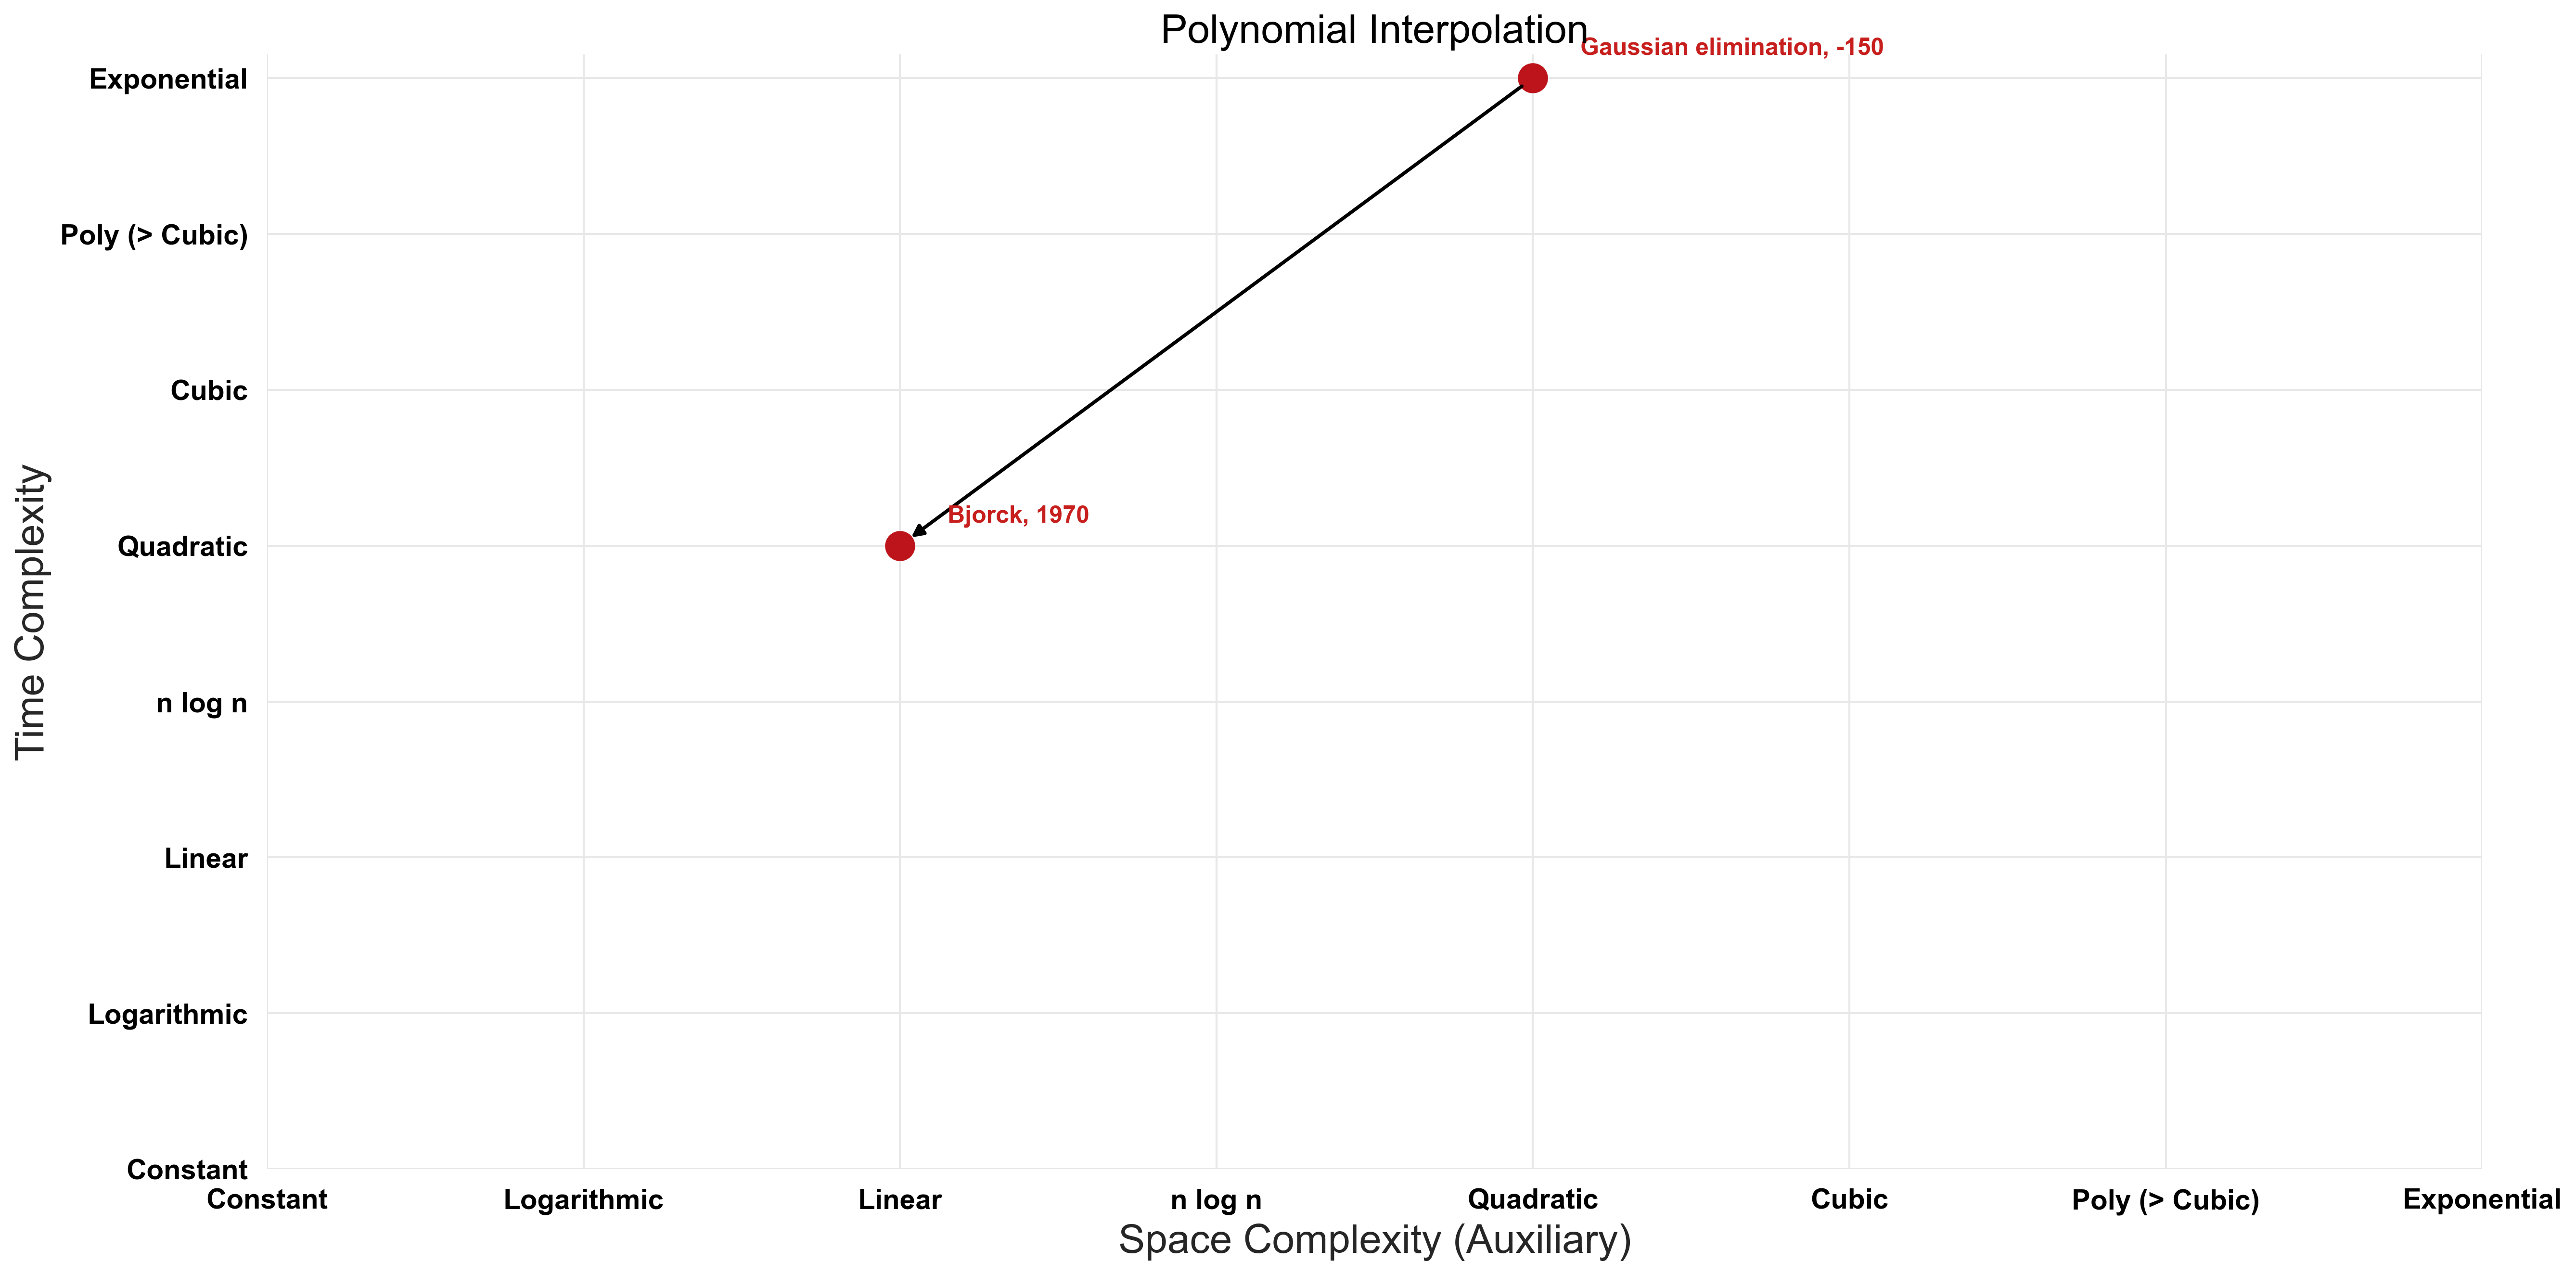 Polynomial Interpolation
Gaussian elimination, -150
Exponential
Poly (> Cubic)
Cubic
Bjorck, 1970
Quadratic
n log n
Linear
Logarithmic
Constant
Time Complexity
Constant
Logarithmic
Linear
n log n
Quadratic
Cubic
Poly (> Cubic)
Exponential
Space Complexity (Auxiliary)